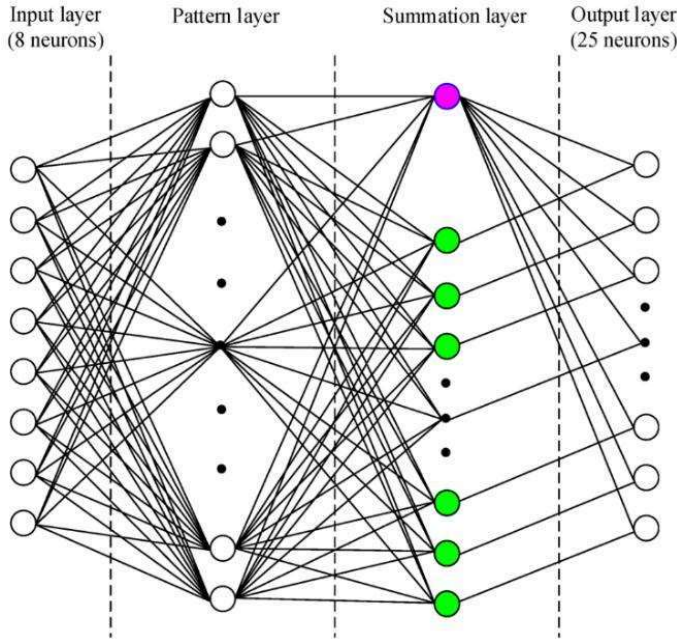 Input layer
(8 neurons)
Pattern layer
Summation layer
Output layer
(25 neurons)